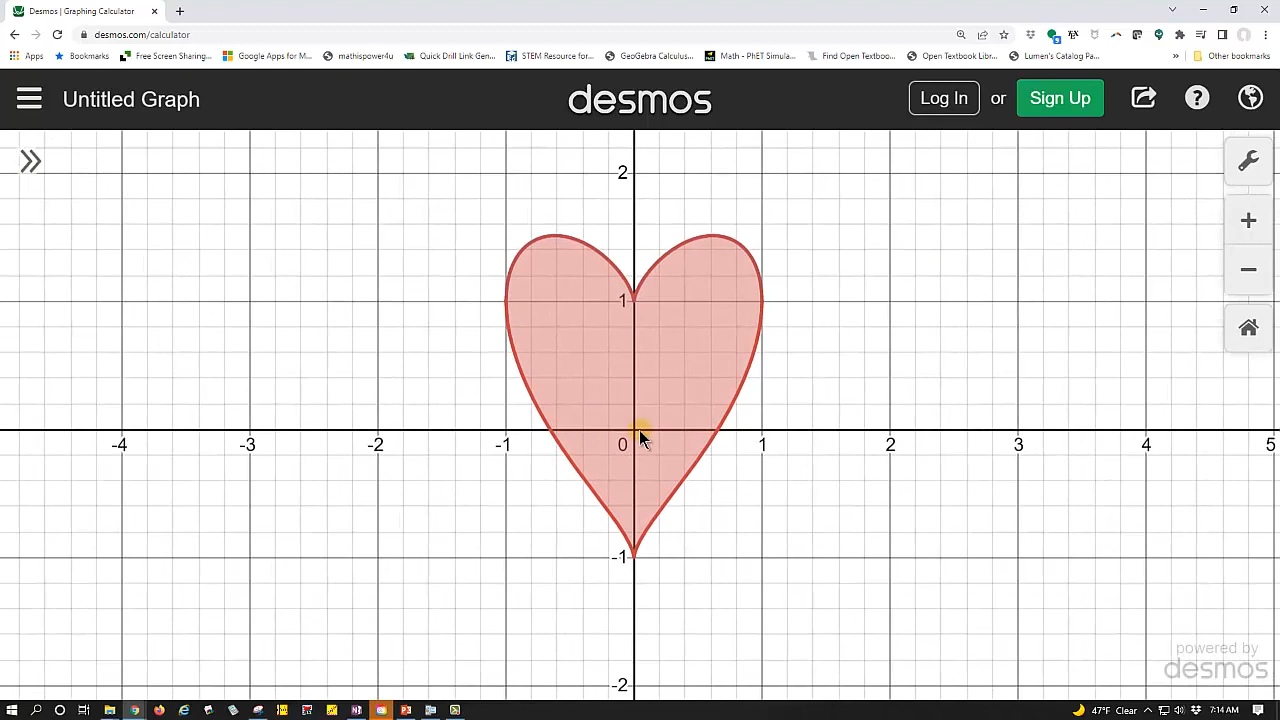 Desmos | Graphing Calculator
desmos.com/calculator
Apps Bookmarks Free Screen Sharing... Google Apps for M... mathispower4u Quick Drill Link Gen... STEM Resource for... GeoGebra Calculus... Math - PhET Simula... Find Open Textboo... Open Textbook Libr... Lumen's Catalog Pa... » Other bookmarks
Untitled Graph desmos Log In or Sign Up
2
1
-4 -3 -2 -1 0 1 2 3 4 5
-1
-2
powered by
desmos
47°F Clear 7:14 AM